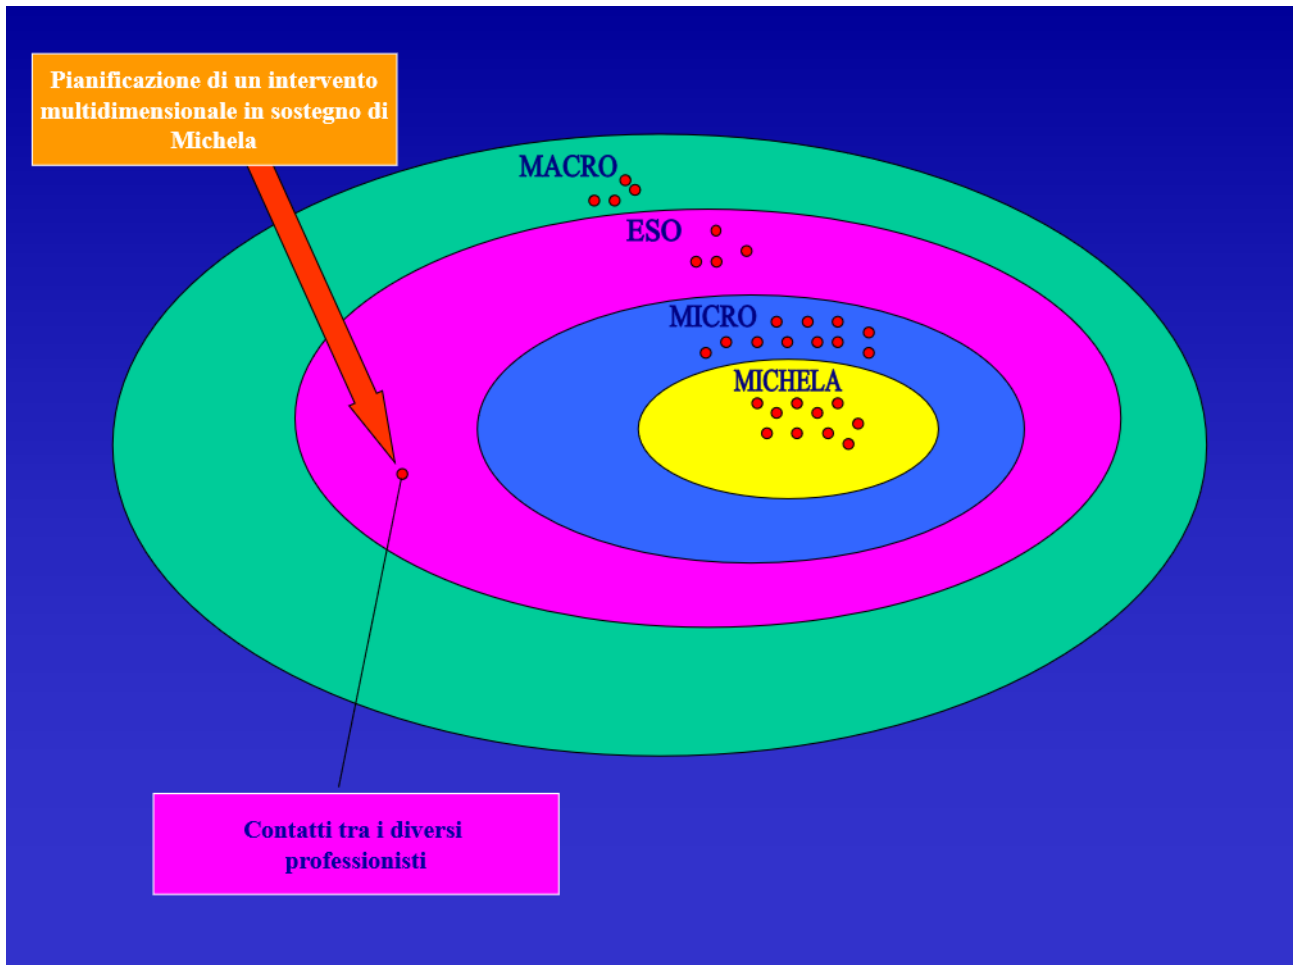 Pianificazione di un intervento
multidimensionale in sostegno di
Michela
MACRO
ESO
MICRO
MICHELA
Contatti tra i diversi
professionisti